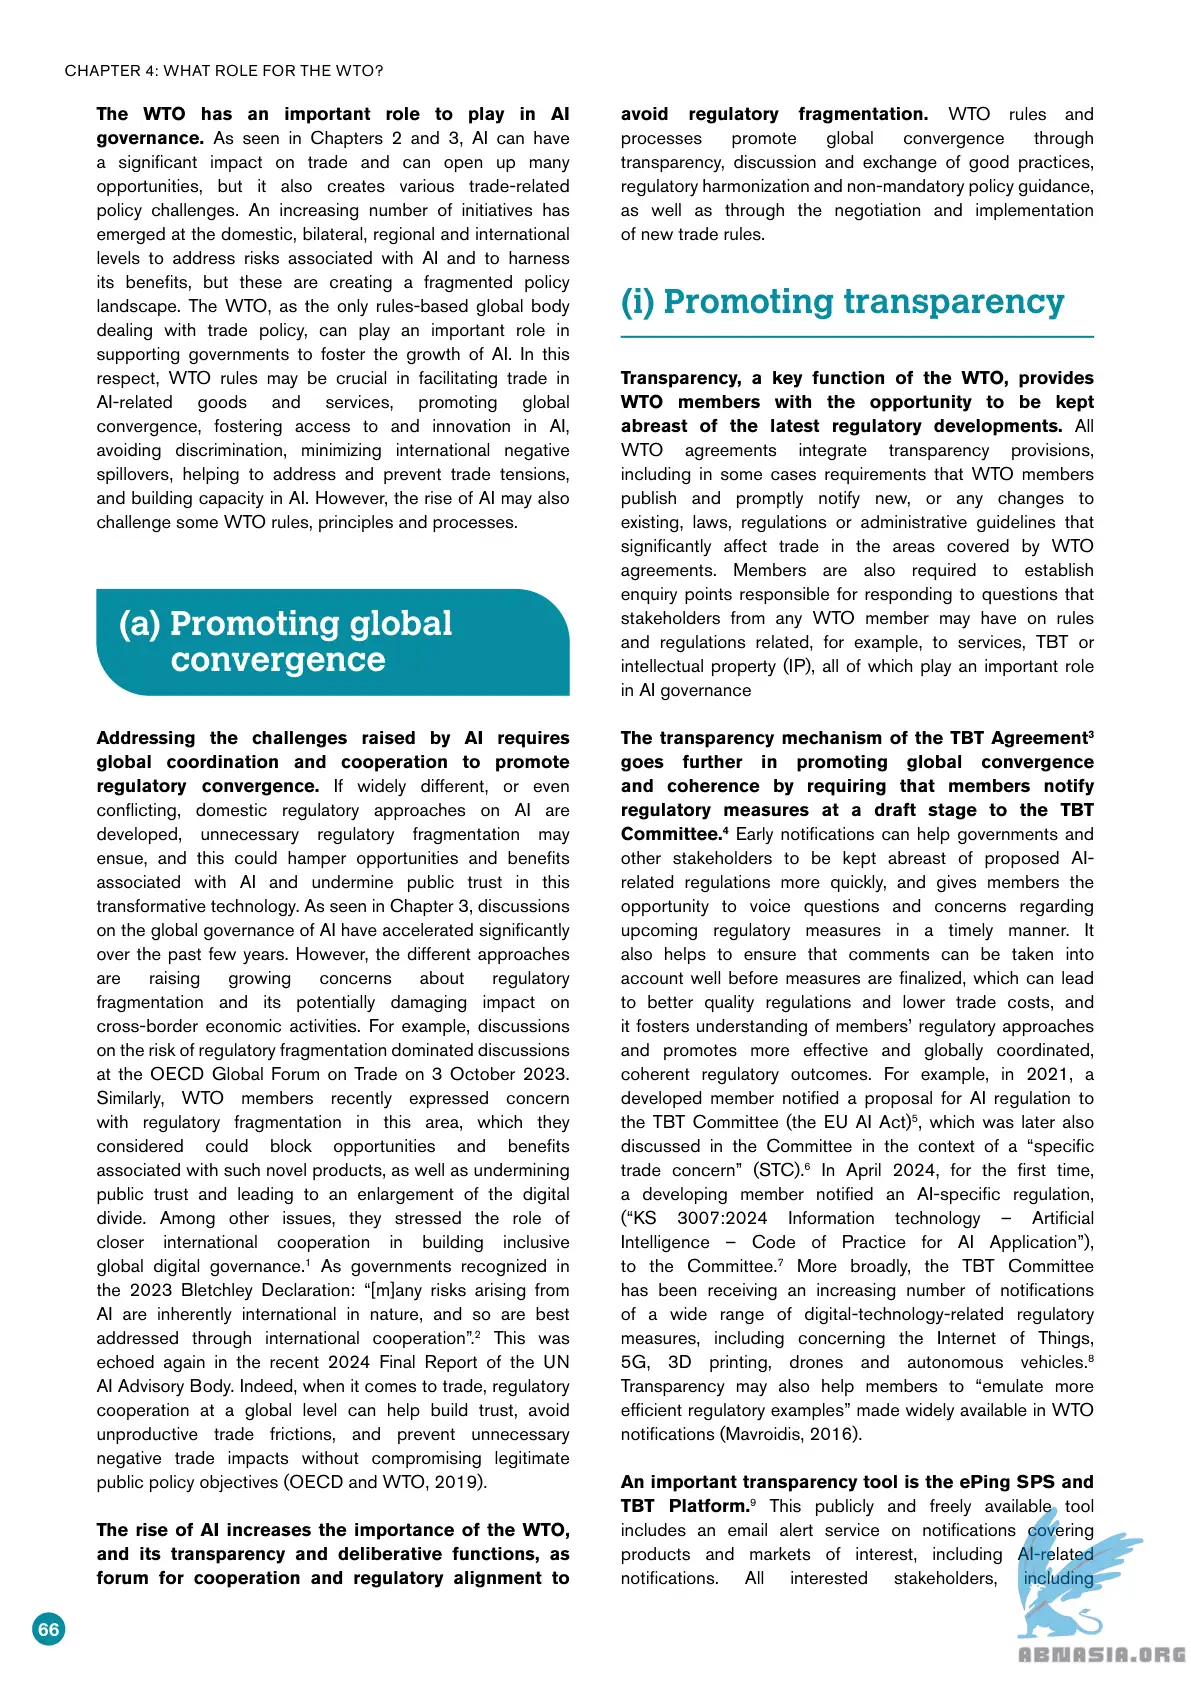 CHAPTER 4: WHAT ROLE FOR THE WTO?
The WTO has an important role to play in AI
governance. As seen in Chapters 2 and 3, AI can have
a significant impact on trade and can open up many
opportunities, but it also creates various trade-related
policy challenges. An increasing number of initiatives has
emerged at the domestic, bilateral, regional and international
levels to address risks associated with AI and to harness
its benefits, but these are creating a fragmented policy
landscape. The WTO, as the only rules-based global body
dealing with trade policy, can play an important role in
supporting governments to foster the growth of AI. In this
respect, WTO rules may be crucial in facilitating trade in
AI-related goods and services, promoting global
convergence, fostering access to and innovation in AI,
avoiding discrimination, minimizing international negative
spillovers, helping to address and prevent trade tensions,
and building capacity in AI. However, the rise of AI may also
challenge some WTO rules, principles and processes.
(a) Promoting global
convergence
Addressing the challenges raised by AI requires
global coordination and cooperation to promote
regulatory convergence. If widely different, or even
conflicting, domestic regulatory approaches on AI are
developed, unnecessary regulatory fragmentation may
ensue, and this could hamper opportunities and benefits
associated with AI and undermine public trust in this
transformative technology. As seen in Chapter 3, discussions
on the global governance of AI have accelerated significantly
over the past few years. However, the different approaches
are raising growing concerns about regulatory
fragmentation and its potentially damaging impact on
cross-border economic activities. For example, discussions
on the risk of regulatory fragmentation dominated discussions
at the OECD Global Forum on Trade on 3 October 2023.
Similarly, WTO members recently expressed concern
with regulatory fragmentation in this area, which they
considered could block opportunities and benefits
associated with such novel products, as well as undermining
public trust and leading to an enlargement of the digital
divide. Among other issues, they stressed the role of
closer international cooperation in building inclusive
global digital governance.¹ As governments recognized in
the 2023 Bletchley Declaration: “[m]any risks arising from
AI are inherently international in nature, and so are best
addressed through international cooperation”.² This was
echoed again in the recent 2024 Final Report of the UN
AI Advisory Body. Indeed, when it comes to trade, regulatory
cooperation at a global level can help build trust, avoid
unproductive trade frictions, and prevent unnecessary
negative trade impacts without compromising legitimate
public policy objectives (OECD and WTO, 2019).
The rise of AI increases the importance of the WTO,
and its transparency and deliberative functions, as
forum for cooperation and regulatory alignment to
avoid regulatory fragmentation. WTO rules and
processes promote global convergence through
transparency, discussion and exchange of good practices,
regulatory harmonization and non-mandatory policy guidance,
as well as through the negotiation and implementation
of new trade rules.
(i) Promoting transparency
Transparency, a key function of the WTO, provides
WTO members with the opportunity to be kept
abreast of the latest regulatory developments. All
WTO agreements integrate transparency provisions,
including in some cases requirements that WTO members
publish and promptly notify new, or any changes to
existing, laws, regulations or administrative guidelines that
significantly affect trade in the areas covered by WTO
agreements. Members are also required to establish
enquiry points responsible for responding to questions that
stakeholders from any WTO member may have on rules
and regulations related, for example, to services, TBT or
intellectual property (IP), all of which play an important role
in AI governance
The transparency mechanism of the TBT Agreement³
goes further in promoting global convergence
and coherence by requiring that members notify
regulatory measures at a draft stage to the TBT
Committee.⁴ Early notifications can help governments and
other stakeholders to be kept abreast of proposed AI-
related regulations more quickly, and gives members the
opportunity to voice questions and concerns regarding
upcoming regulatory measures in a timely manner. It
also helps to ensure that comments can be taken into
account well before measures are finalized, which can lead
to better quality regulations and lower trade costs, and
it fosters understanding of members’ regulatory approaches
and promotes more effective and globally coordinated,
coherent regulatory outcomes. For example, in 2021, a
developed member notified a proposal for AI regulation to
the TBT Committee (the EU AI Act)⁵, which was later also
discussed in the Committee in the context of a “specific
trade concern” (STC).⁶ In April 2024, for the first time,
a developing member notified an AI-specific regulation,
(“KS 3007:2024 Information technology – Artificial
Intelligence – Code of Practice for AI Application”),
to the Committee.⁷ More broadly, the TBT Committee
has been receiving an increasing number of notifications
of a wide range of digital-technology-related regulatory
measures, including concerning the Internet of Things,
5G, 3D printing, drones and autonomous vehicles.⁸
Transparency may also help members to “emulate more
efficient regulatory examples” made widely available in WTO
notifications (Mavroidis, 2016).
An important transparency tool is the ePing SPS and
TBT Platform.⁹ This publicly and freely available tool
includes an email alert service on notifications covering
products and markets of interest, including AI-related
notifications. All interested stakeholders, including
66
ABNASIA.ORG